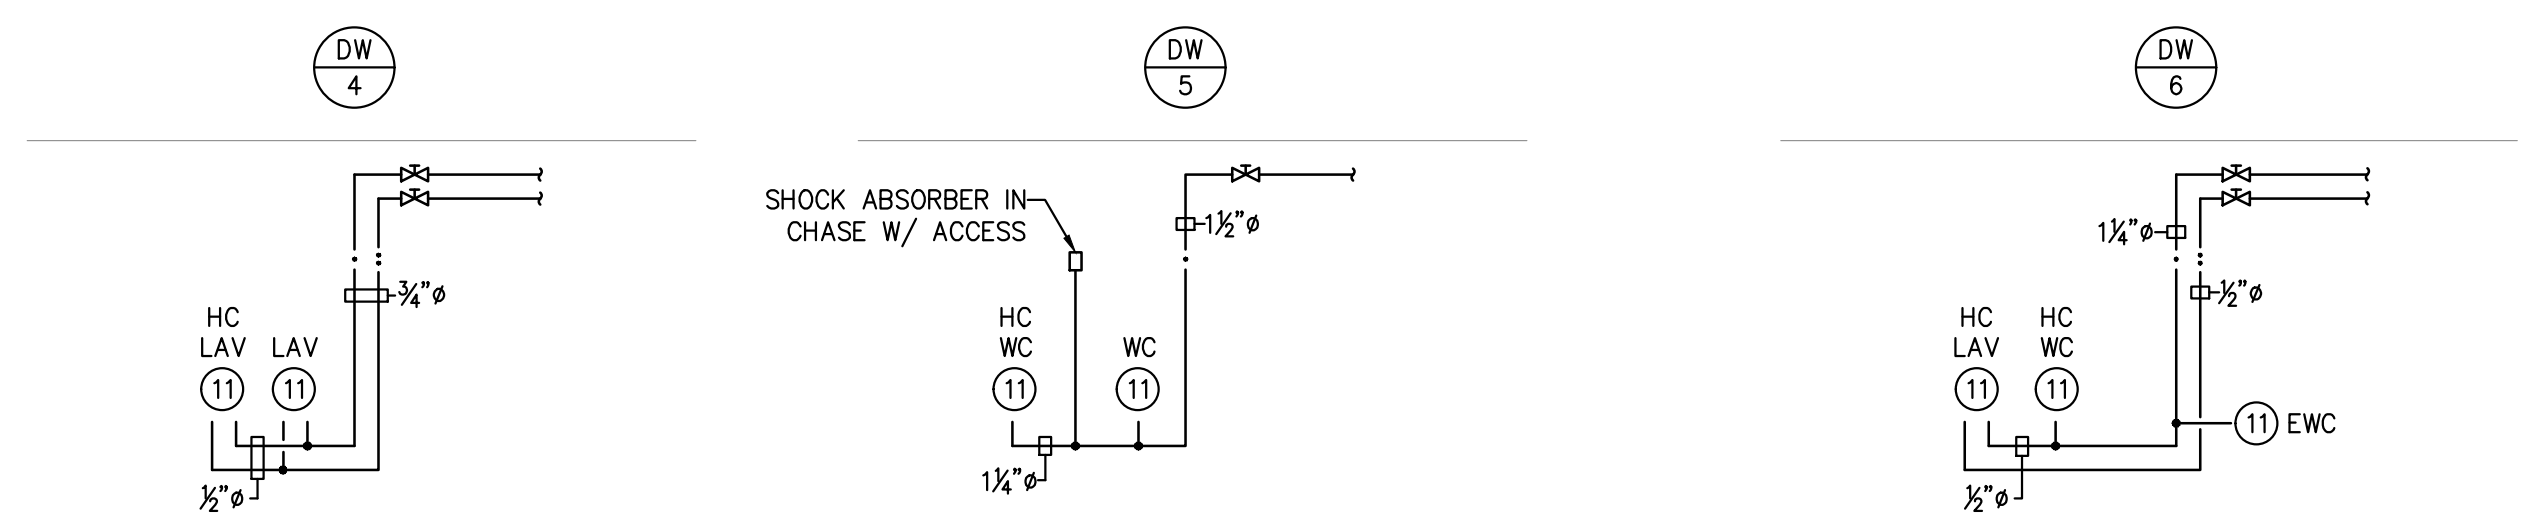 DW
4
¾"ø
HC
LAV
LAV
11
11
½"ø
DW
5
SHOCK ABSORBER IN
CHASE W/ ACCESS
1½"ø
HC
WC
WC
11
11
1¼"ø
DW
6
1¼"ø
½"ø
HC
LAV
HC
WC
11
11
11 EWC
½"ø